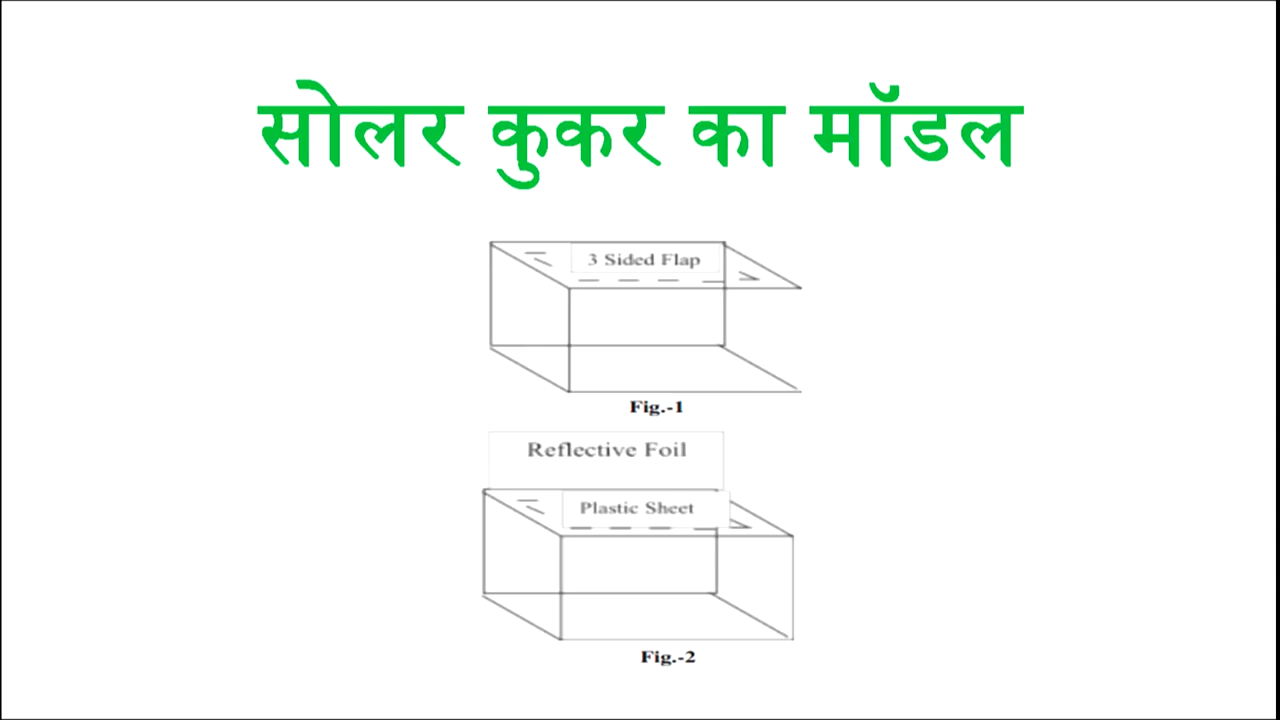 सोलर कुकर का मॉडल
3 Sided Flap
Fig.-1
Reflective Foil
Plastic Sheet
Fig.-2